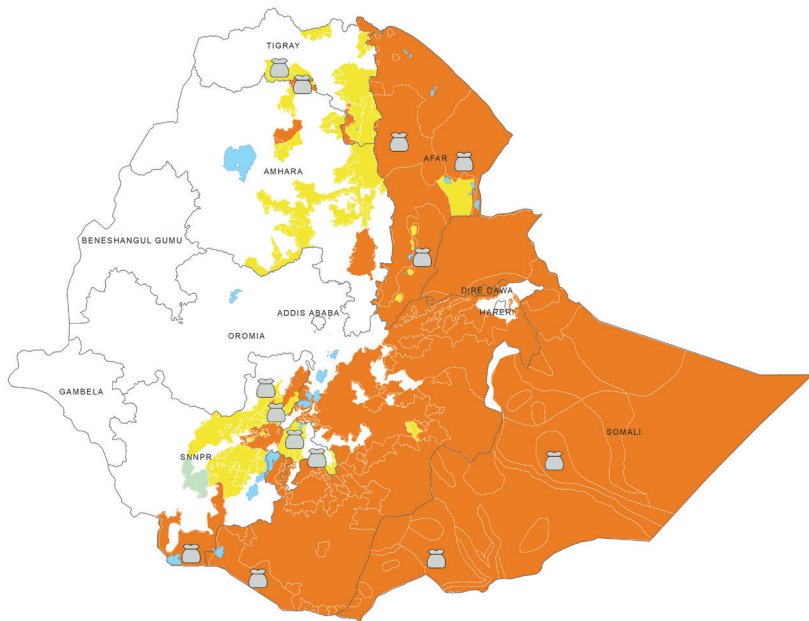 TIGRAY
AFAR
AMHARA
BENESHANGUL GUMU
DIRE DAWA
ADDIS ABABA
HARERI
OROMIA
GAMBELA
SOMALI
SNNPR